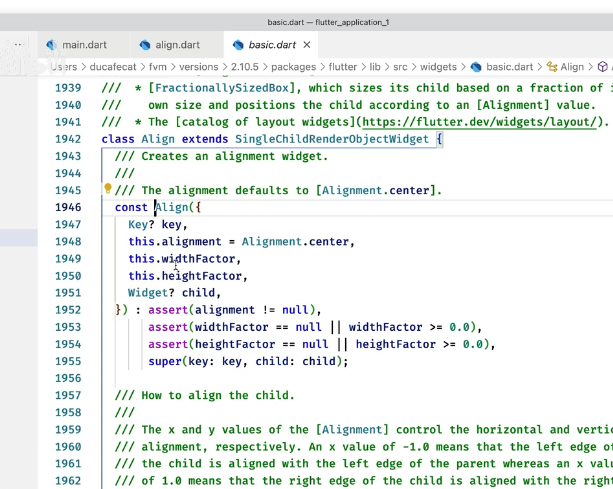 basic.dart — flutter_application_1
main.dart align.dart basic.dart ×
Users > ducafecat > fvm > versions > 2.10.5 > packages > flutter > lib > src > widgets > basic.dart > Align >
1939 /// * [FractionallySizedBox], which sizes its child based on a fraction of i
1940 /// own size and positions the child according to an [Alignment] value.
1941 /// * The [catalog of layout widgets](https://flutter.dev/widgets/layout/).
1942 class Align extends SingleChildRenderObjectWidget {
1943 /// Creates an alignment widget.
1944 ///
1945 /// The alignment defaults to [Alignment.center].
1946 const Align({
1947 Key? key,
1948 this.alignment = Alignment.center,
1949 this.widthFactor,
1950 this.heightFactor,
1951 Widget? child,
1952 }) : assert(alignment != null),
1953 assert(widthFactor == null || widthFactor >= 0.0),
1954 assert(heightFactor == null || heightFactor >= 0.0),
1955 super(key: key, child: child);
1956
1957 /// How to align the child.
1958 ///
1959 /// The x and y values of the [Alignment] control the horizontal and vertic
1960 /// alignment, respectively. An x value of -1.0 means that the left edge of
1961 /// the child is aligned with the left edge of the parent whereas an x valu
1962 /// of 1.0 means that the right edge of the child is aligned with the righ